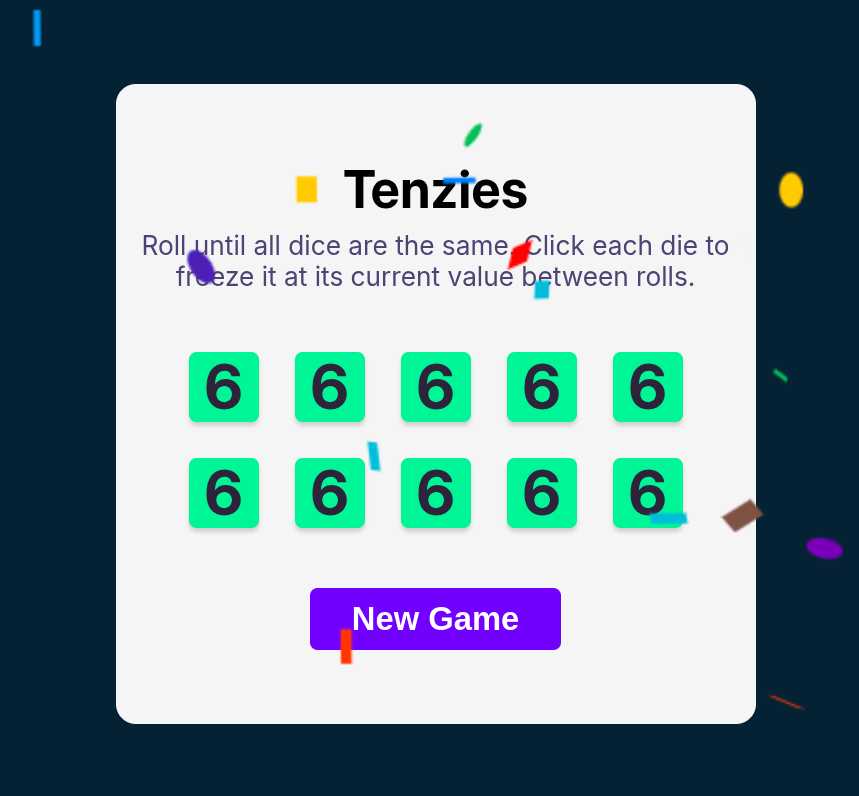 Tenzies
Roll until all dice are the same. Click each die to
freeze it at its current value between rolls.
6 6 6 6 6
6 6 6 6 6
New Game